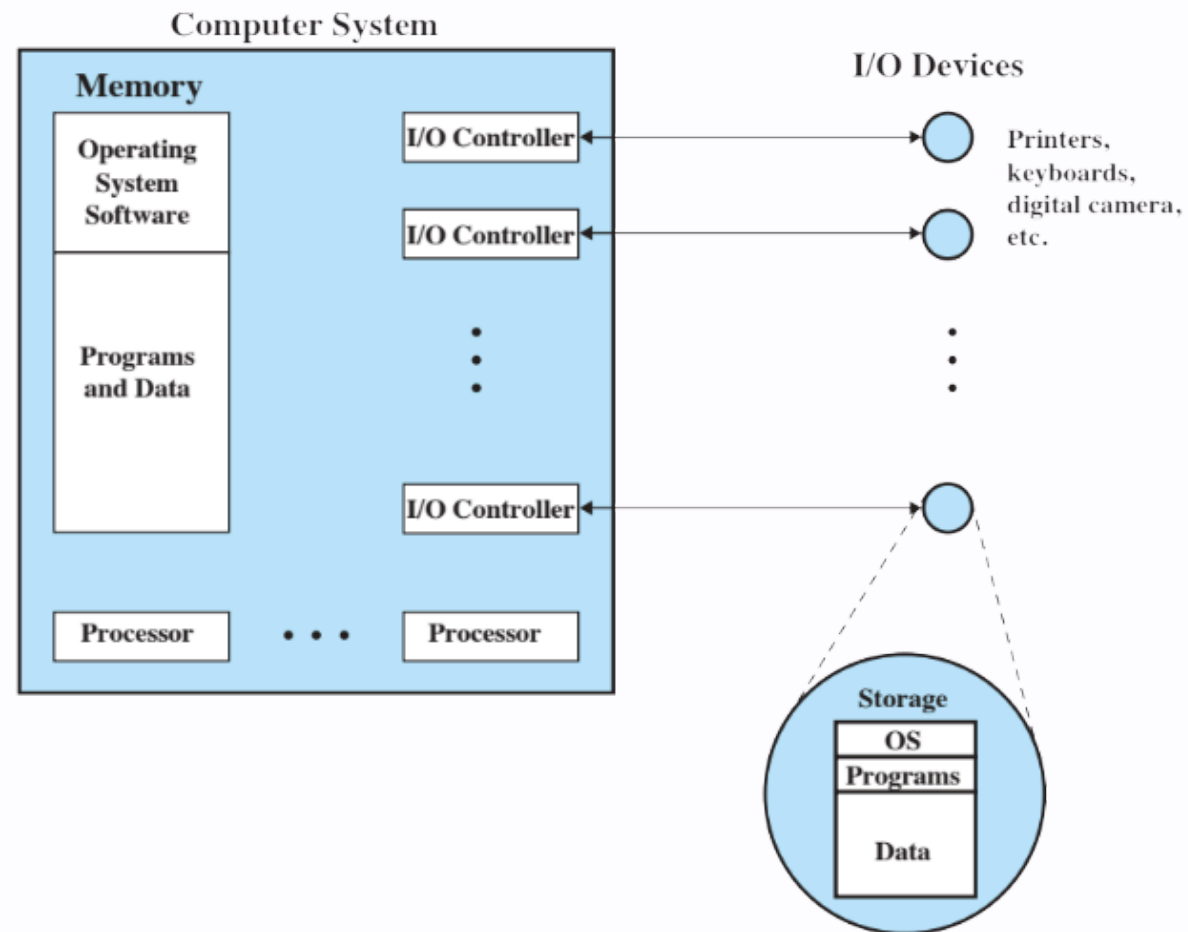 Computer System
Memory
Operating
System
Software
Programs
and Data
I/O Controller
I/O Controller
I/O Controller
Processor
Processor
I/O Devices
Printers,
keyboards,
digital camera,
etc.
Storage
OS
Programs
Data